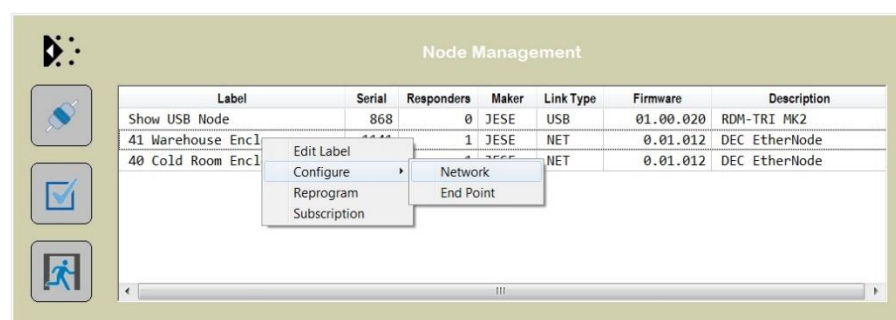 Node Management
Label Serial Responders Maker Link Type Firmware Description
Show USB Node 868 0 JESE USB 01.00.020 RDM-TRI MK2
41 Warehouse Encl 1 JESE NET 0.01.012 DEC EtherNode
40 Cold Room Encl NET 0.01.012 DEC EtherNode
Edit Label
Configure
Reprogram
Subscription
Network
End Point